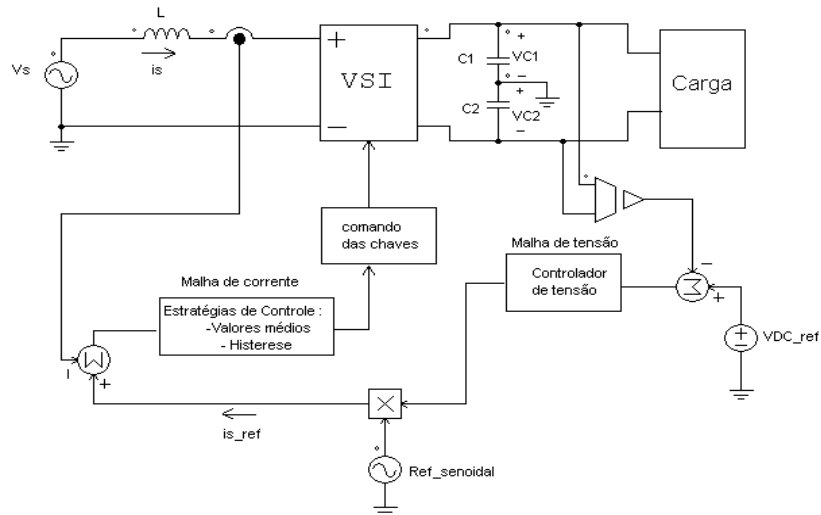 L
is
Vs
+
−
VSI
+
C1
VC1
−
+
C2
VC2
−
Carga
comando
das chaves
Malha de tensão
Controlador
de tensão
−
Σ
+
VDC_ref
+
−
Malha de corrente
Estratégias de Controle :
-Valores médios
- Histerese
Σ
−
+
is_ref
×
Ref_senoidal